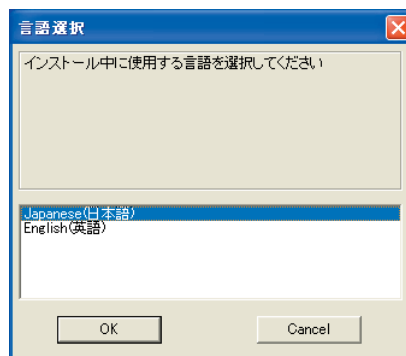 言語選択
インストール中に使用する言語を選択してください
Japanese(日本語)
English(英語)
OK
Cancel